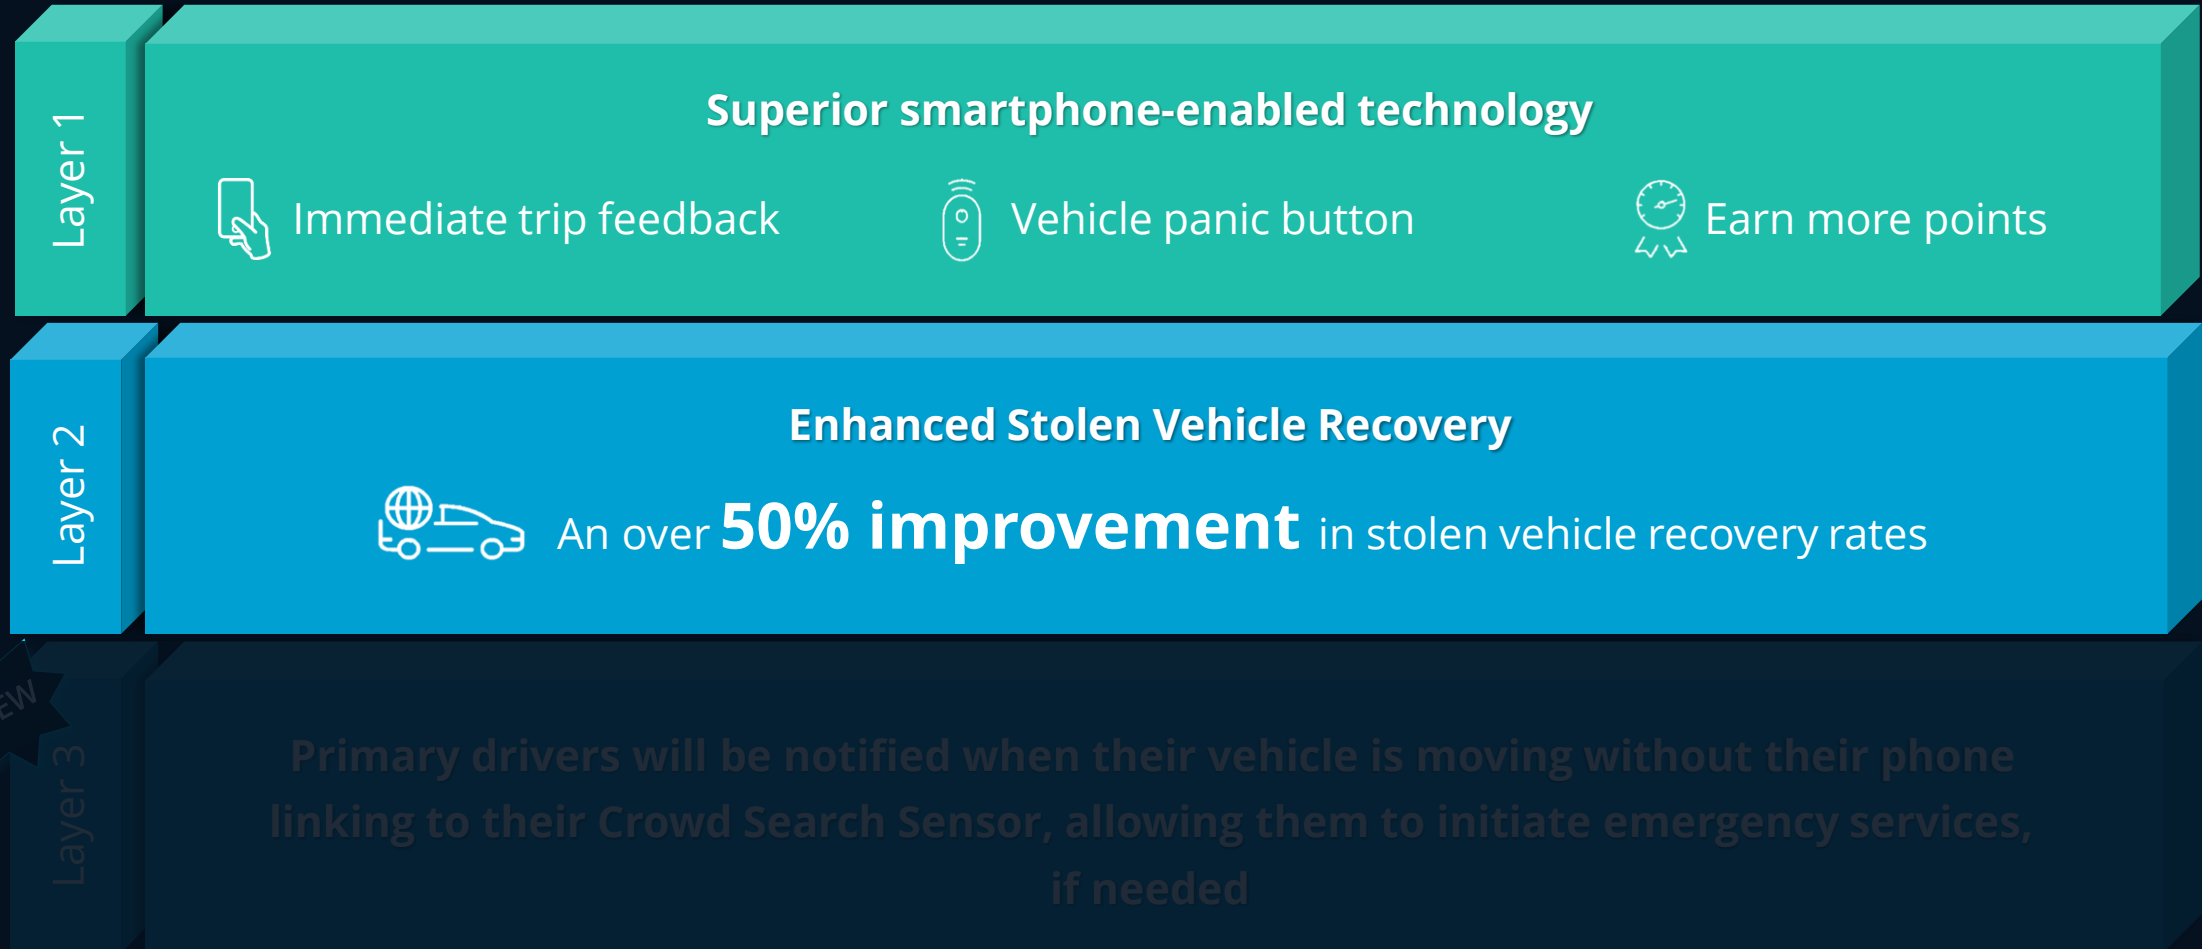 Layer 1
Superior smartphone-enabled technology
Immediate trip feedback
Vehicle panic button
Earn more points
Layer 2
Enhanced Stolen Vehicle Recovery
An over 50% improvement in stolen vehicle recovery rates
EW
Layer 3
Primary drivers will be notified when their vehicle is moving without their phone
linking to their Crowd Search Sensor, allowing them to initiate emergency services,
if needed